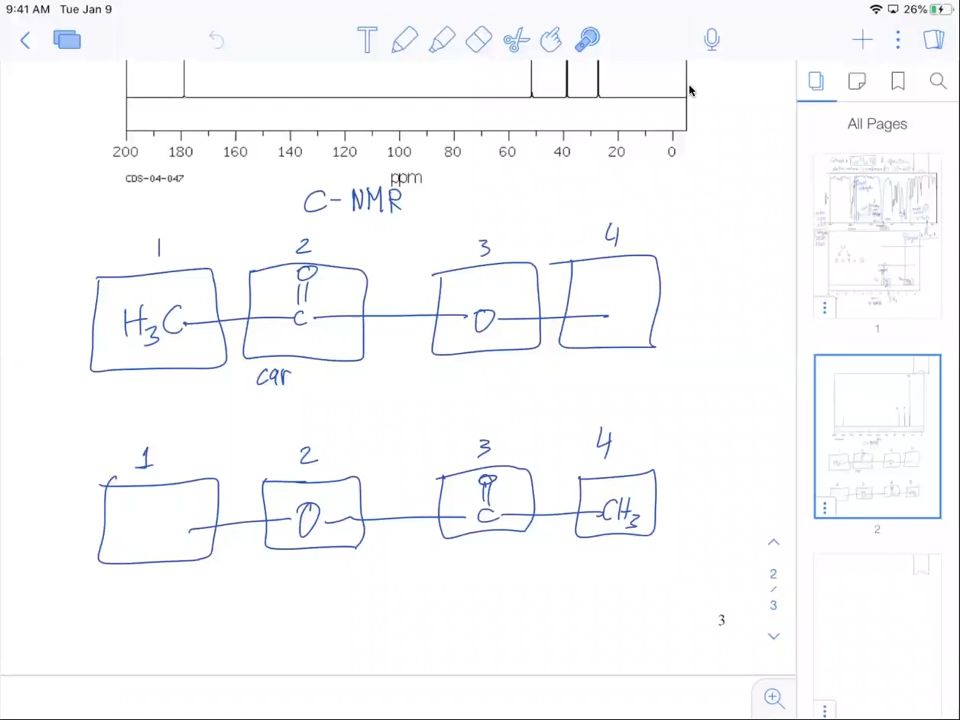 9:41 AM Tue Jan 9
26%
T
200 180 160 140 120 100 80 60 40 20 0
CDS-04-047
ppm
C-NMR
1 2 3 4
O
H3C C O
car
1 2 3 4
O
O C CH3
3
All Pages
1
2
2
/
3